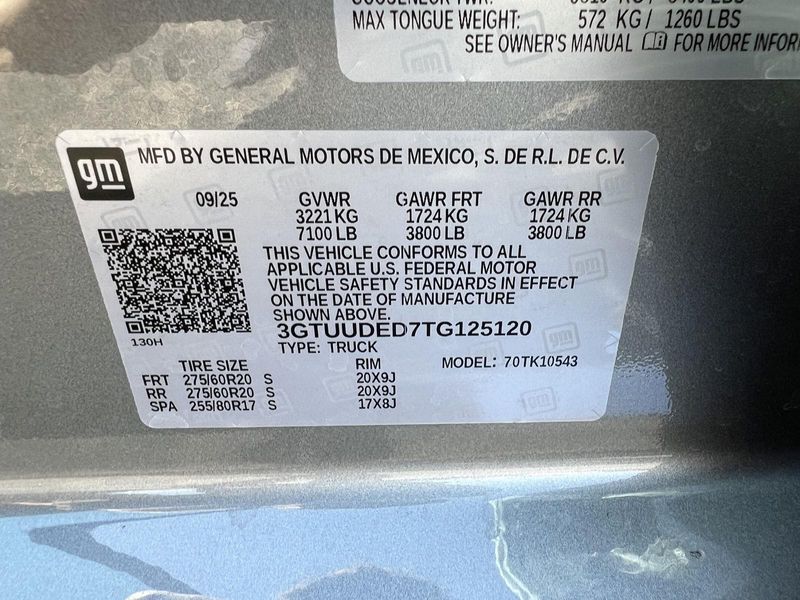 MAX TONGUE WEIGHT: 572 KG / 1260 LBS
SEE OWNER'S MANUAL FOR MORE INFOR
gm
MFD BY GENERAL MOTORS DE MEXICO, S. DE R.L. DE C.V.
09/25 GVWR GAWR FRT GAWR RR
3221 KG 1724 KG 1724 KG
7100 LB 3800 LB 3800 LB
THIS VEHICLE CONFORMS TO ALL
APPLICABLE U.S. FEDERAL MOTOR
VEHICLE SAFETY STANDARDS IN EFFECT
ON THE DATE OF MANUFACTURE
SHOWN ABOVE.
130H
3GTUUDED7TG125120
TYPE: TRUCK
MODEL: 70TK10543
TIRE SIZE RIM
FRT 275/60R20 S 20X9J
RR 275/60R20 S 20X9J
SPA 255/80R17 S 17X8J